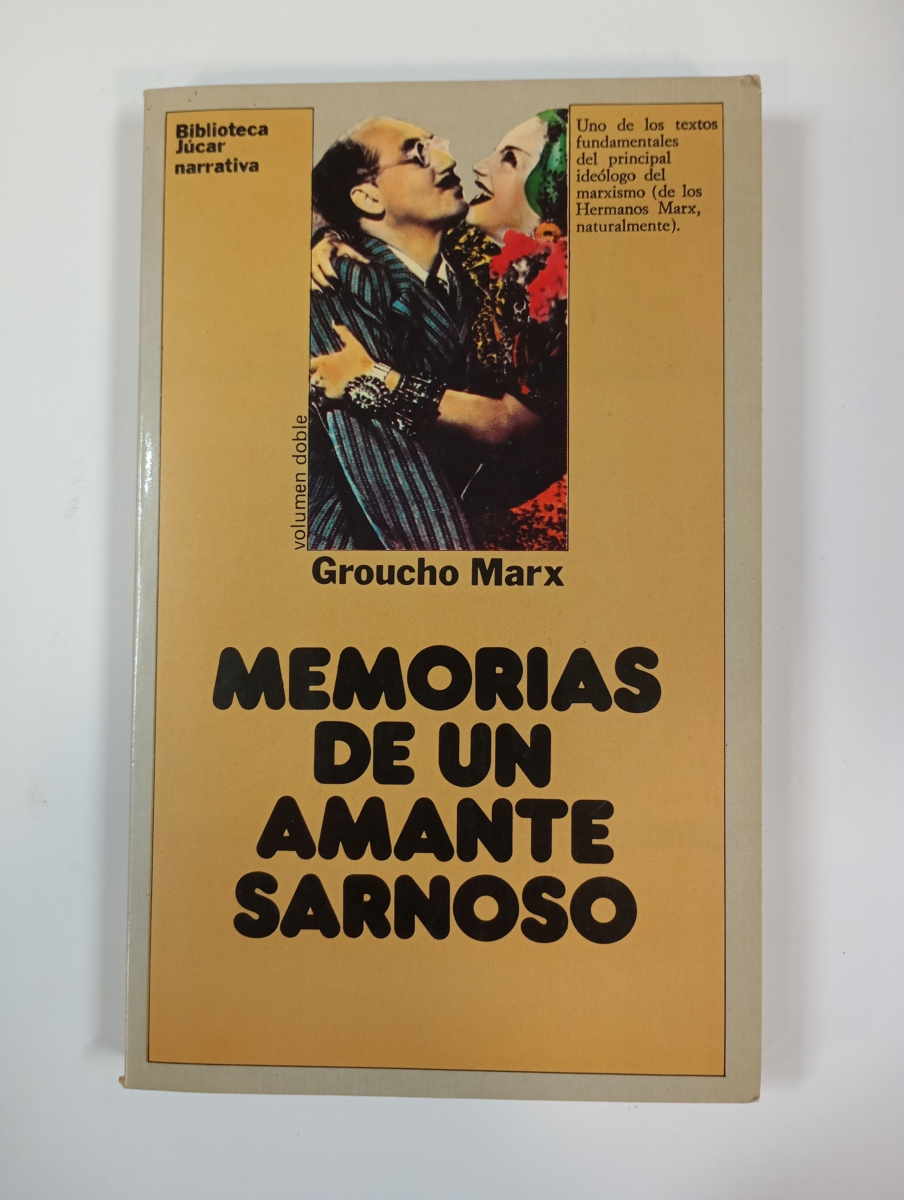 Biblioteca
Júcar
narrativa
Uno de los textos
fundamentales
del principal
ideólogo del
marxismo (de los
Hermanos Marx,
naturalmente).
volumen doble
Groucho Marx
MEMORIAS
DE UN
AMANTE
SARNOSO